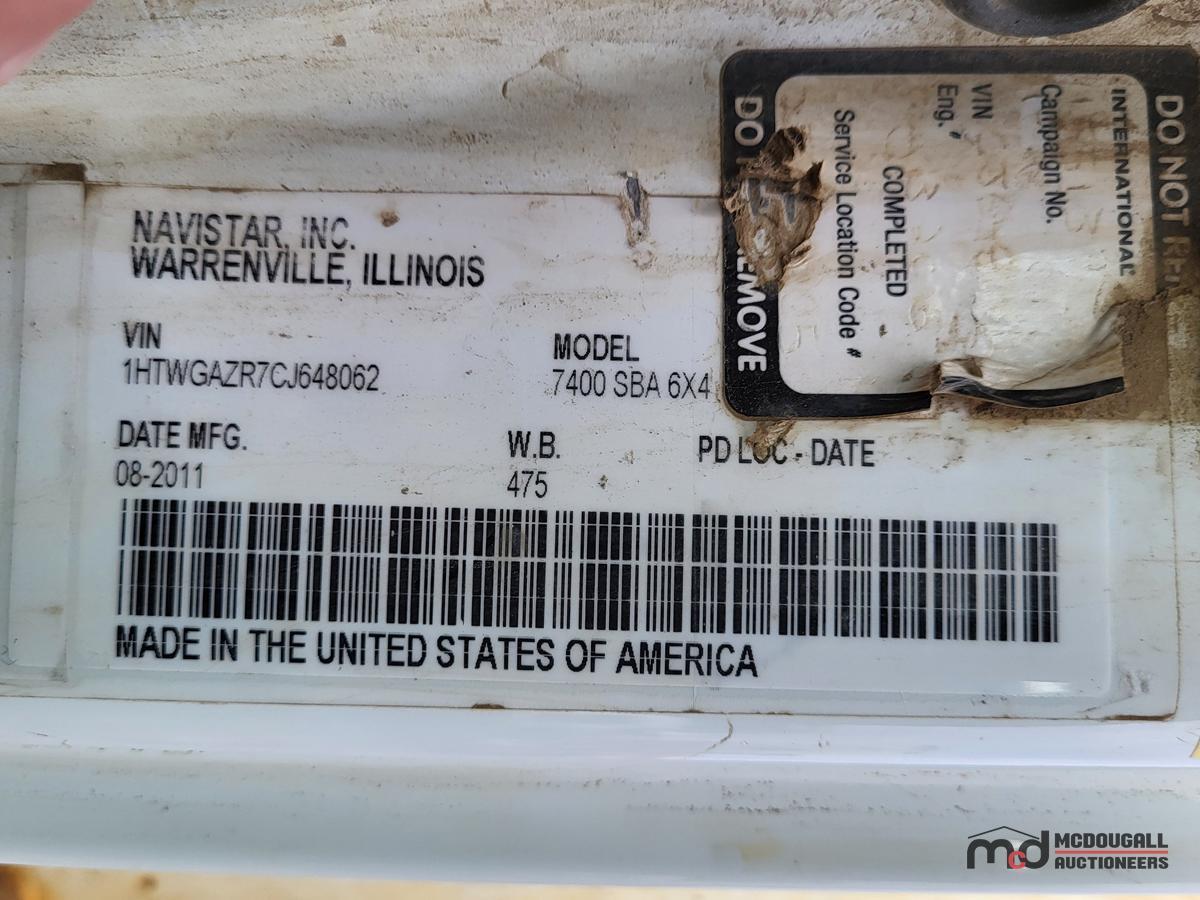 NAVISTAR, INC.
WARRENVILLE, ILLINOIS
VIN
1HTWGAZR7CJ648062
MODEL
7400 SBA 6X4
DATE MFG.
08-2011
W.B.
475
PD LOC - DATE
MADE IN THE UNITED STATES OF AMERICA
DO NOT
INTERNATIONAL
Campaign No.
VIN
Eng. #
COMPLETED
Service Location Code #
DO REMOVE
mcd MCDOUGALL
AUCTIONEERS